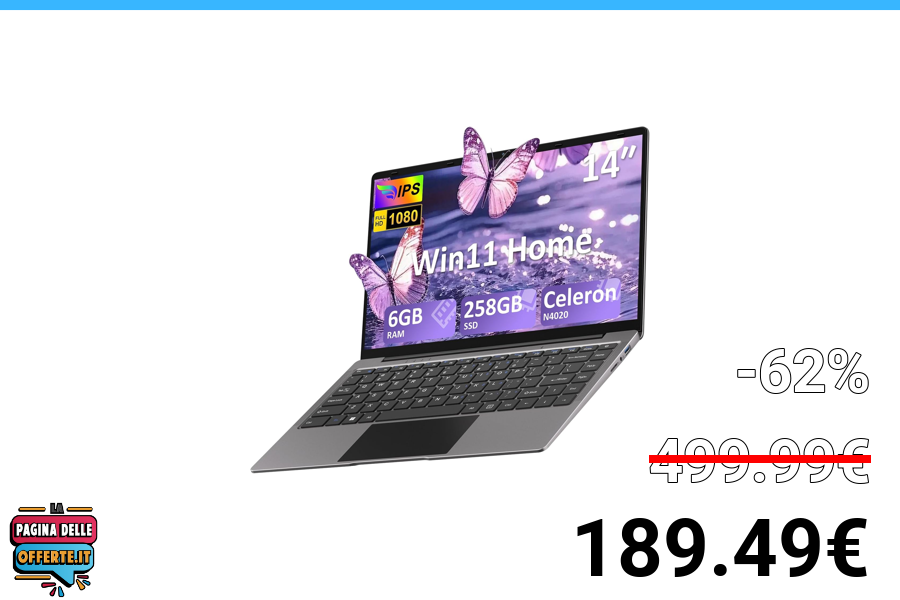 14”
IPS
FULL HD 1080
Win11 Home
6GB
RAM
258GB
SSD
Celeron
N4020
-62%
499.99€
189.49€
LA
PAGINA DELLE
OFFERTE.IT